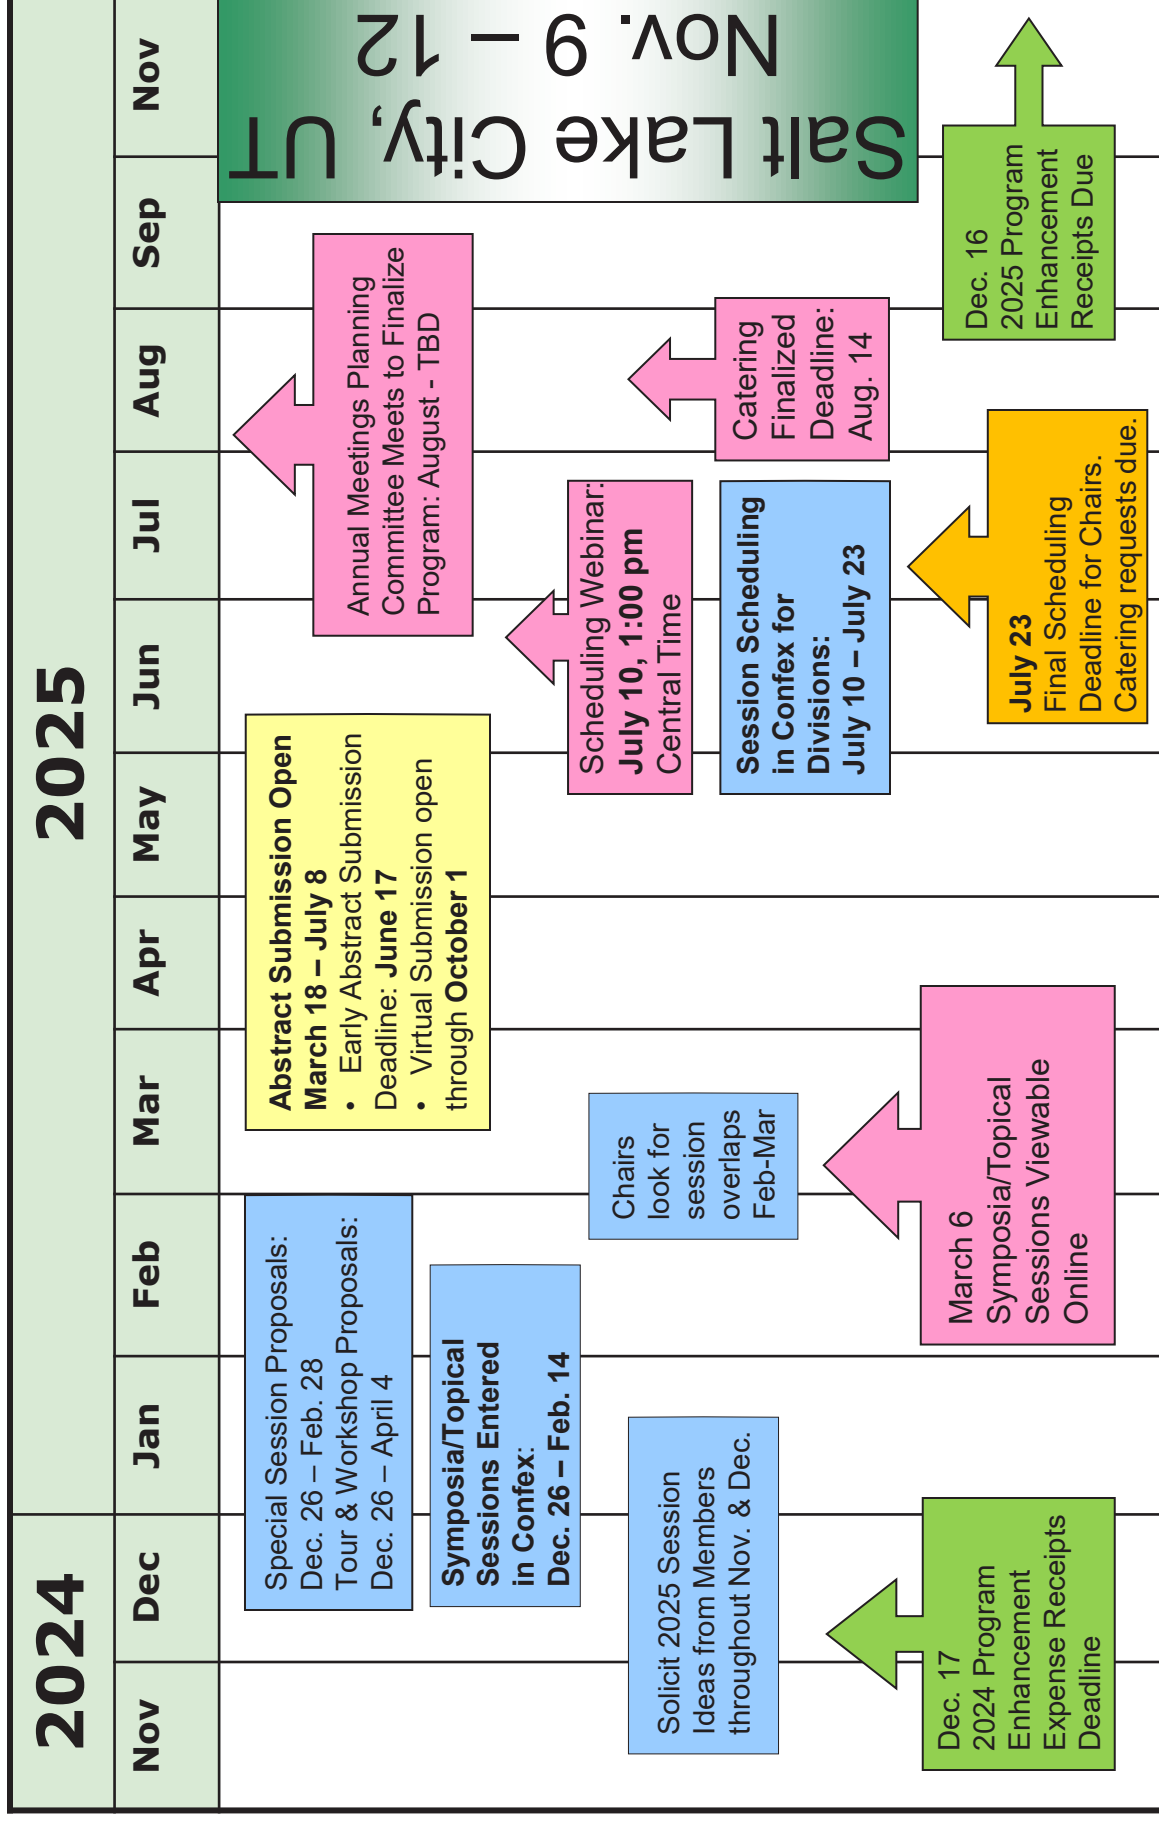 2024
2025
Nov
Dec
Jan
Feb
Mar
Apr
May
Jun
Jul
Aug
Sep
Nov
Special Session Proposals:
Dec. 26 – Feb. 28
Tour & Workshop Proposals:
Dec. 26 – April 4
Symposia/Topical
Sessions Entered
in Confex:
Dec. 26 – Feb. 14
Solicit 2025 Session
Ideas from Members
throughout Nov. & Dec.
Dec. 17
2024 Program
Enhancement
Expense Receipts
Deadline
Abstract Submission Open
March 18 – July 8
• Early Abstract Submission
Deadline: June 17
• Virtual Submission open
through October 1
Chairs
look for
session
overlaps
Feb-Mar
March 6
Symposia/Topical
Sessions Viewable
Online
Annual Meetings Planning
Committee Meets to Finalize
Program: August - TBD
Scheduling Webinar:
July 10, 1:00 pm
Central Time
Session Scheduling
in Confex for
Divisions:
July 10 – July 23
July 23
Final Scheduling
Deadline for Chairs.
Catering requests due.
Catering
Finalized
Deadline:
Aug. 14
Dec. 16
2025 Program
Enhancement
Receipts Due
Salt Lake City, UT
Nov. 9 – 12